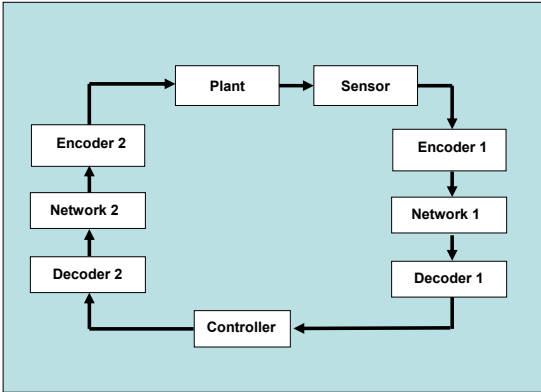 Plant
Sensor
Encoder 2
Encoder 1
Network 2
Network 1
Decoder 2
Decoder 1
Controller